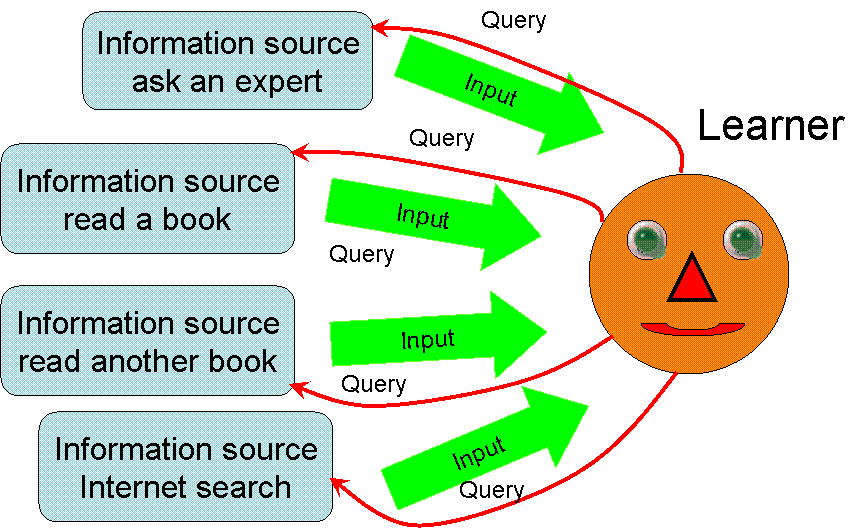 Query
Information source
ask an expert
Input
Learner
Query
Information source
read a book
Input
Query
Information source
read another book
Input
Query
Information source
Internet search
Input
Query